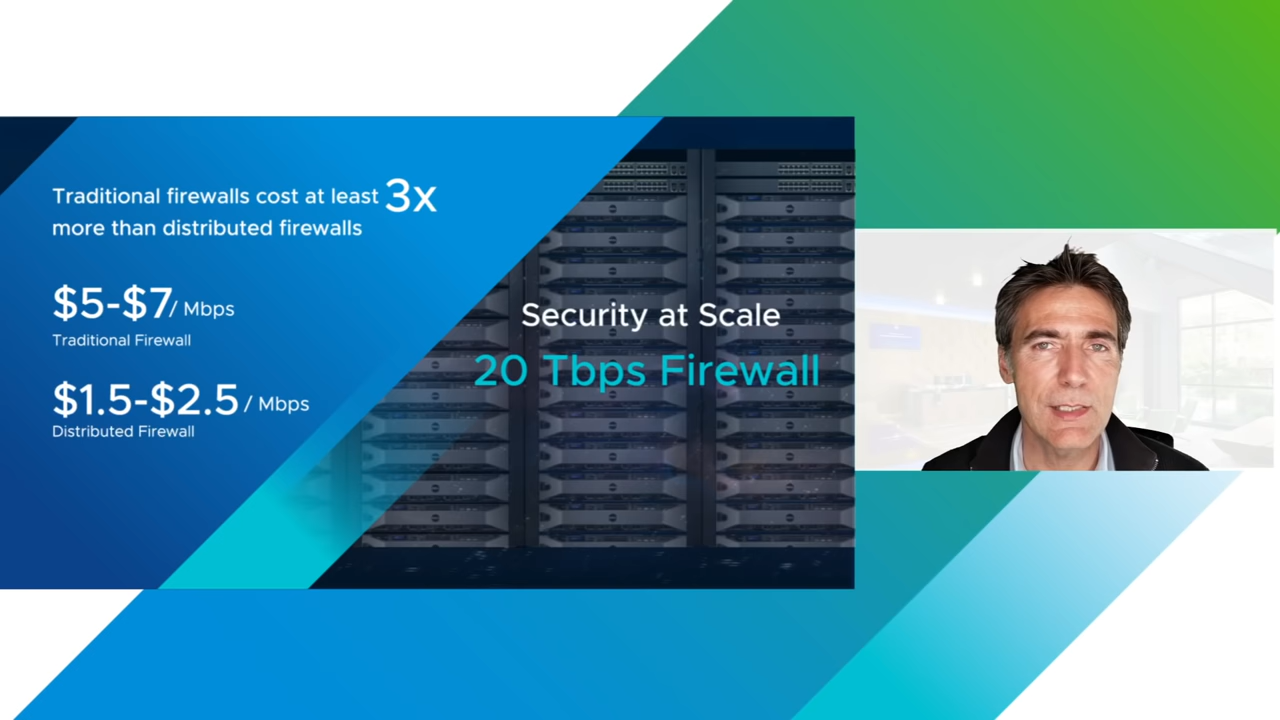 Traditional firewalls cost at least 3x
more than distributed firewalls
$5-$7/ Mbps
Traditional Firewall
$1.5-$2.5 / Mbps
Distributed Firewall
Security at Scale
20 Tbps Firewall